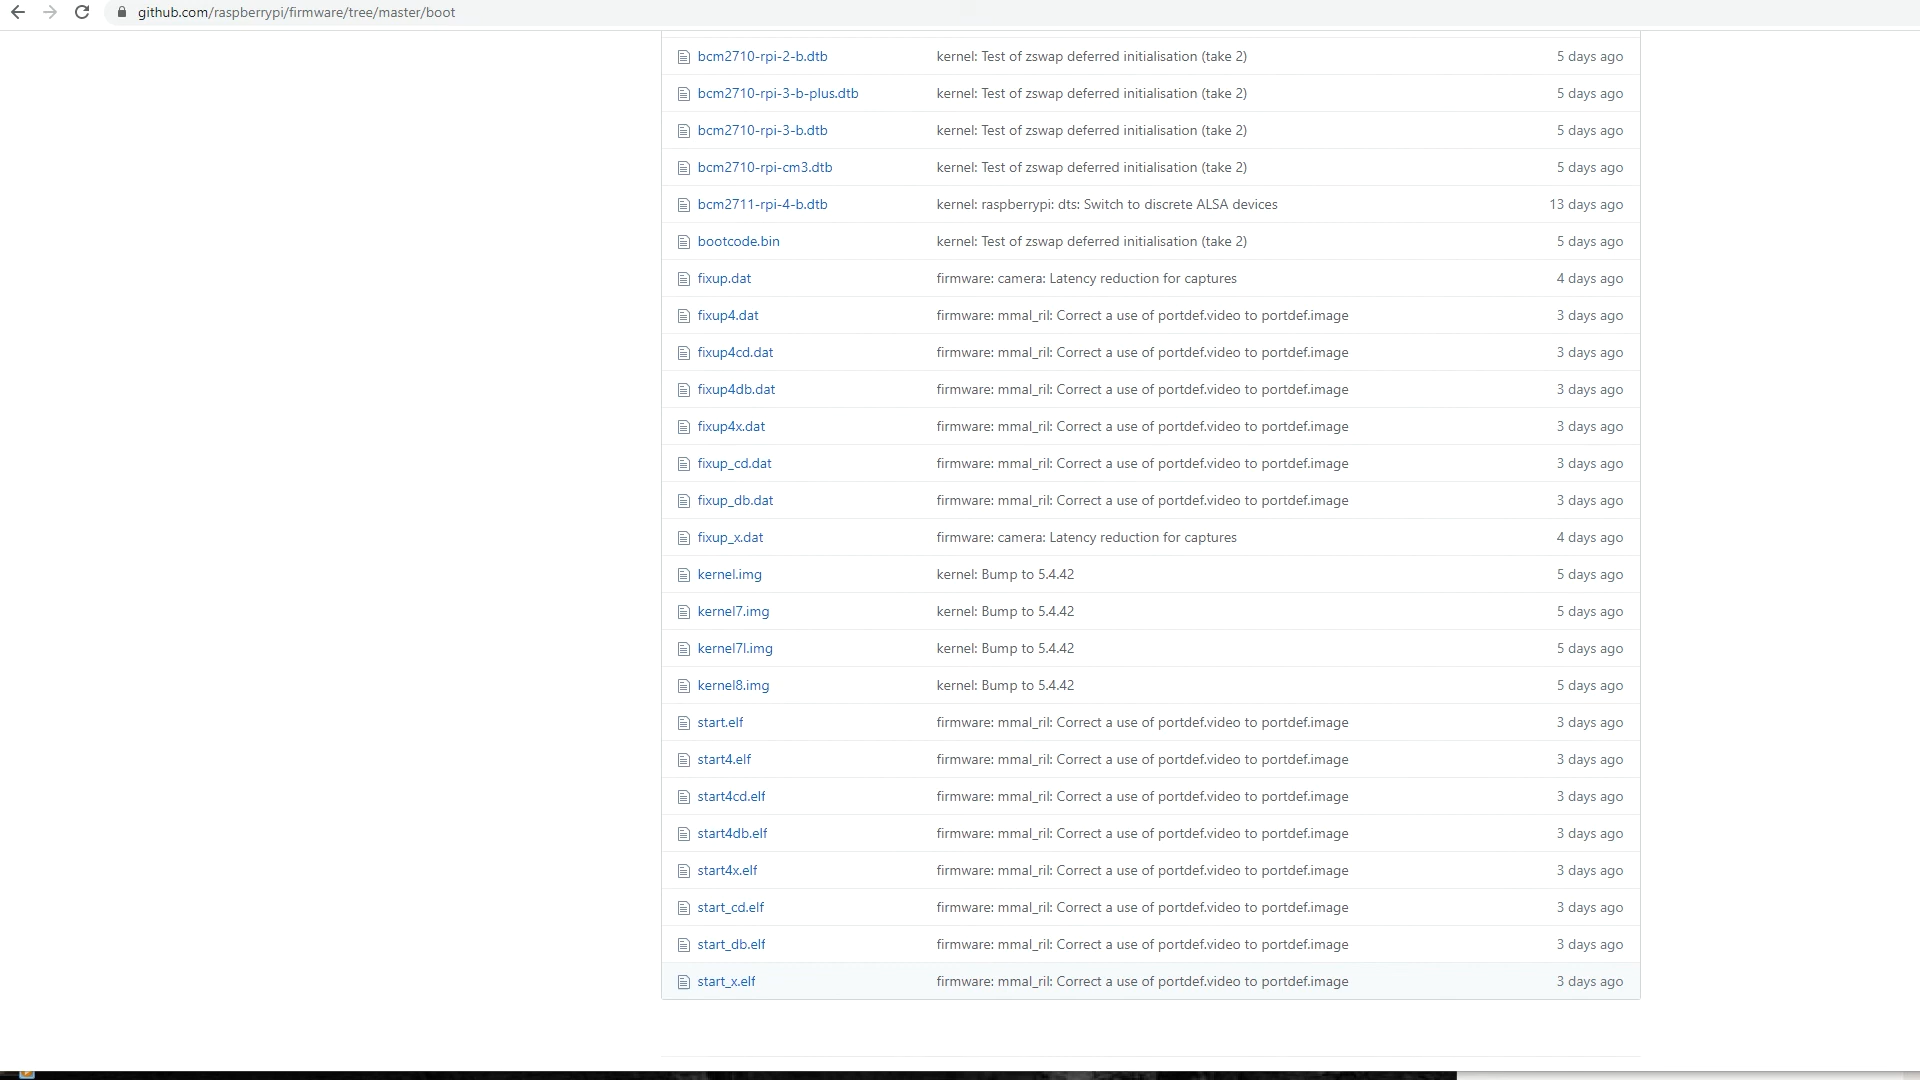 github.com/raspberrypi/firmware/tree/master/boot
bcm2710-rpi-2-b.dtb kernel: Test of zswap deferred initialisation (take 2) 5 days ago
bcm2710-rpi-3-b-plus.dtb kernel: Test of zswap deferred initialisation (take 2) 5 days ago
bcm2710-rpi-3-b.dtb kernel: Test of zswap deferred initialisation (take 2) 5 days ago
bcm2710-rpi-cm3.dtb kernel: Test of zswap deferred initialisation (take 2) 5 days ago
bcm2711-rpi-4-b.dtb kernel: raspberrypi: dts: Switch to discrete ALSA devices 13 days ago
bootcode.bin kernel: Test of zswap deferred initialisation (take 2) 5 days ago
fixup.dat firmware: camera: Latency reduction for captures 4 days ago
fixup4.dat firmware: mmal_ril: Correct a use of portdef.video to portdef.image 3 days ago
fixup4cd.dat firmware: mmal_ril: Correct a use of portdef.video to portdef.image 3 days ago
fixup4db.dat firmware: mmal_ril: Correct a use of portdef.video to portdef.image 3 days ago
fixup4x.dat firmware: mmal_ril: Correct a use of portdef.video to portdef.image 3 days ago
fixup_cd.dat firmware: mmal_ril: Correct a use of portdef.video to portdef.image 3 days ago
fixup_db.dat firmware: mmal_ril: Correct a use of portdef.video to portdef.image 3 days ago
fixup_x.dat firmware: camera: Latency reduction for captures 4 days ago
kernel.img kernel: Bump to 5.4.42 5 days ago
kernel7.img kernel: Bump to 5.4.42 5 days ago
kernel7l.img kernel: Bump to 5.4.42 5 days ago
kernel8.img kernel: Bump to 5.4.42 5 days ago
start.elf firmware: mmal_ril: Correct a use of portdef.video to portdef.image 3 days ago
start4.elf firmware: mmal_ril: Correct a use of portdef.video to portdef.image 3 days ago
start4cd.elf firmware: mmal_ril: Correct a use of portdef.video to portdef.image 3 days ago
start4db.elf firmware: mmal_ril: Correct a use of portdef.video to portdef.image 3 days ago
start4x.elf firmware: mmal_ril: Correct a use of portdef.video to portdef.image 3 days ago
start_cd.elf firmware: mmal_ril: Correct a use of portdef.video to portdef.image 3 days ago
start_db.elf firmware: mmal_ril: Correct a use of portdef.video to portdef.image 3 days ago
start_x.elf firmware: mmal_ril: Correct a use of portdef.video to portdef.image 3 days ago